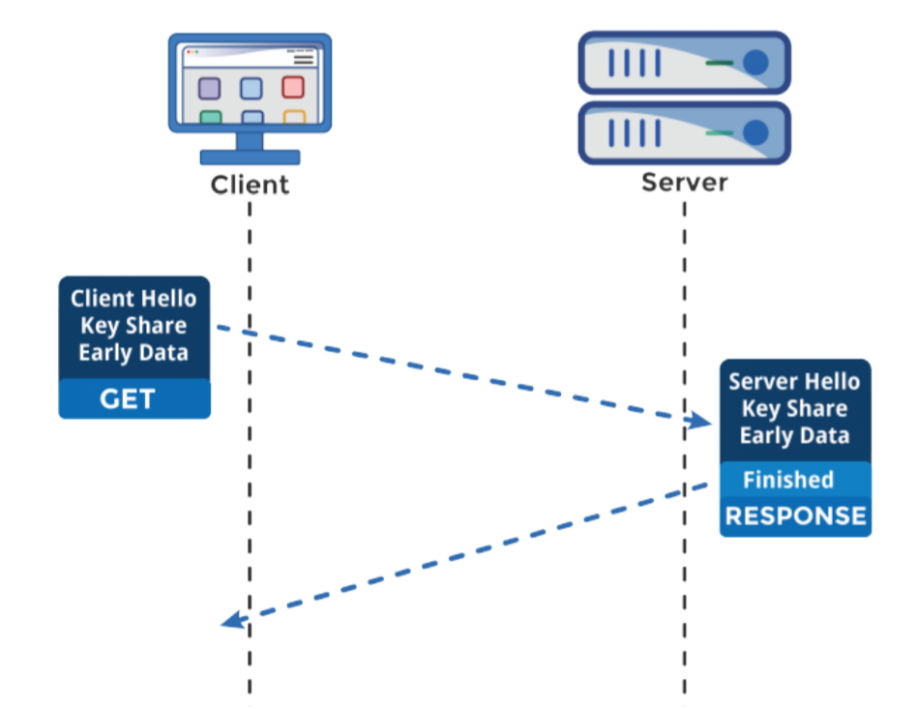 Client
Server
Client Hello
Key Share
Early Data
GET
Server Hello
Key Share
Early Data
Finished
RESPONSE